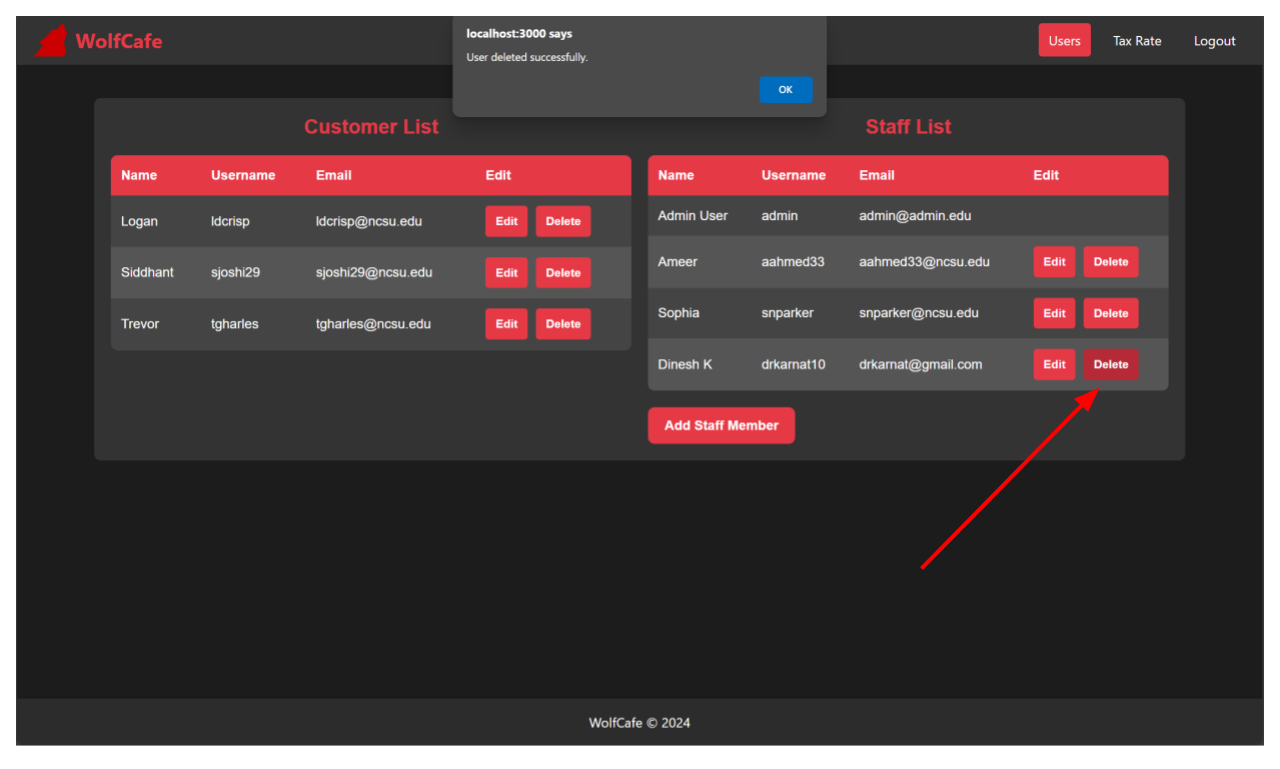 WolfCafe
Users Tax Rate Logout
localhost:3000 says
User deleted successfully.
OK
Customer List
Name Username Email Edit
Logan ldcrisp ldcrisp@ncsu.edu Edit Delete
Siddhant sjoshi29 sjoshi29@ncsu.edu Edit Delete
Trevor tgharles tgharles@ncsu.edu Edit Delete
Staff List
Name Username Email Edit
Admin User admin admin@admin.edu
Ameer aahmed33 aahmed33@ncsu.edu Edit Delete
Sophia snparker snparker@ncsu.edu Edit Delete
Dinesh K drkarnat10 drkarnat@gmail.com Edit Delete
Add Staff Member
WolfCafe © 2024